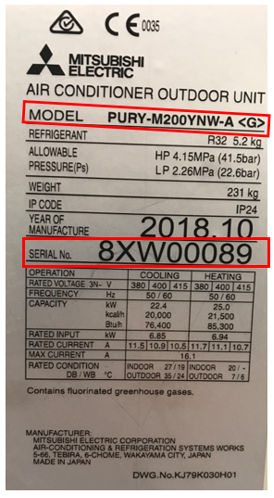 CE 0035
MITSUBISHI
ELECTRIC
AIR CONDITIONER OUTDOOR UNIT
MODEL PURY-M200YNW-A <G>
REFRIGERANT R32 5.2 kg
ALLOWABLE HP 4.15MPa (41.5bar)
PRESSURE(Ps) LP 2.26MPa (22.6bar)
WEIGHT 231 kg
IP CODE IP24
YEAR OF
MANUFACTURE 2018.10
SERIAL No. 8XW00089
OPERATION COOLING HEATING
RATED VOLTAGE 3N~ V 380 400 415 380 400 415
FREQUENCY Hz 50 / 60 50 / 60
CAPACITY kW 22.4 25.0
kcal/h 20,000 21,500
Btu/h 76,400 85,300
RATED INPUT kW 6.85 6.94
RATED CURRENT A 11.5 10.9 10.5 11.7 11.1 10.7
MAX CURRENT A 16.1
RATED CONDITION INDOOR 27 / 19 INDOOR 20 / -
DB / WB °C OUTDOOR 35 / 24 OUTDOOR 7 / 6
Contains fluorinated greenhouse gases.
MANUFACTURER:
MITSUBISHI ELECTRIC CORPORATION
AIR-CONDITIONING & REFRIGERATION SYSTEMS WORKS
5-66, TEBIRA, 6-CHOME, WAKAYAMA CITY, JAPAN
MADE IN JAPAN
DWG.No.KJ79K030H01